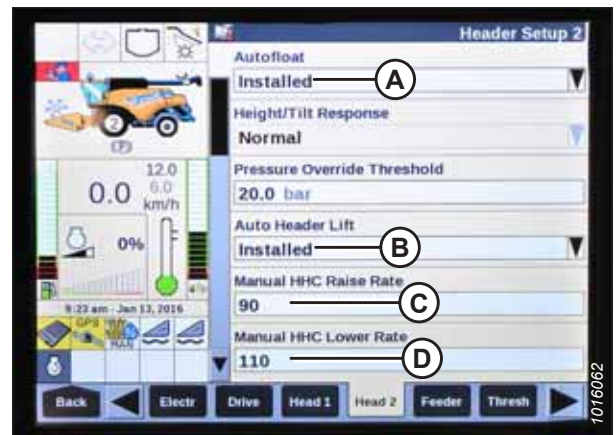 Header Setup 2
Autofloat
Installed
A
Height/Tilt Response
Normal
Pressure Override Threshold
20.0 bar
Auto Header Lift
Installed
B
Manual HHC Raise Rate
90
C
Manual HHC Lower Rate
110
D
2
(P)
12.0
0.0 6.0
km/h
0%
9:23 am - Jan 13, 2016
GPS
Back
Electr
Drive
Head 1
Head 2
Feeder
Thresh
1016062